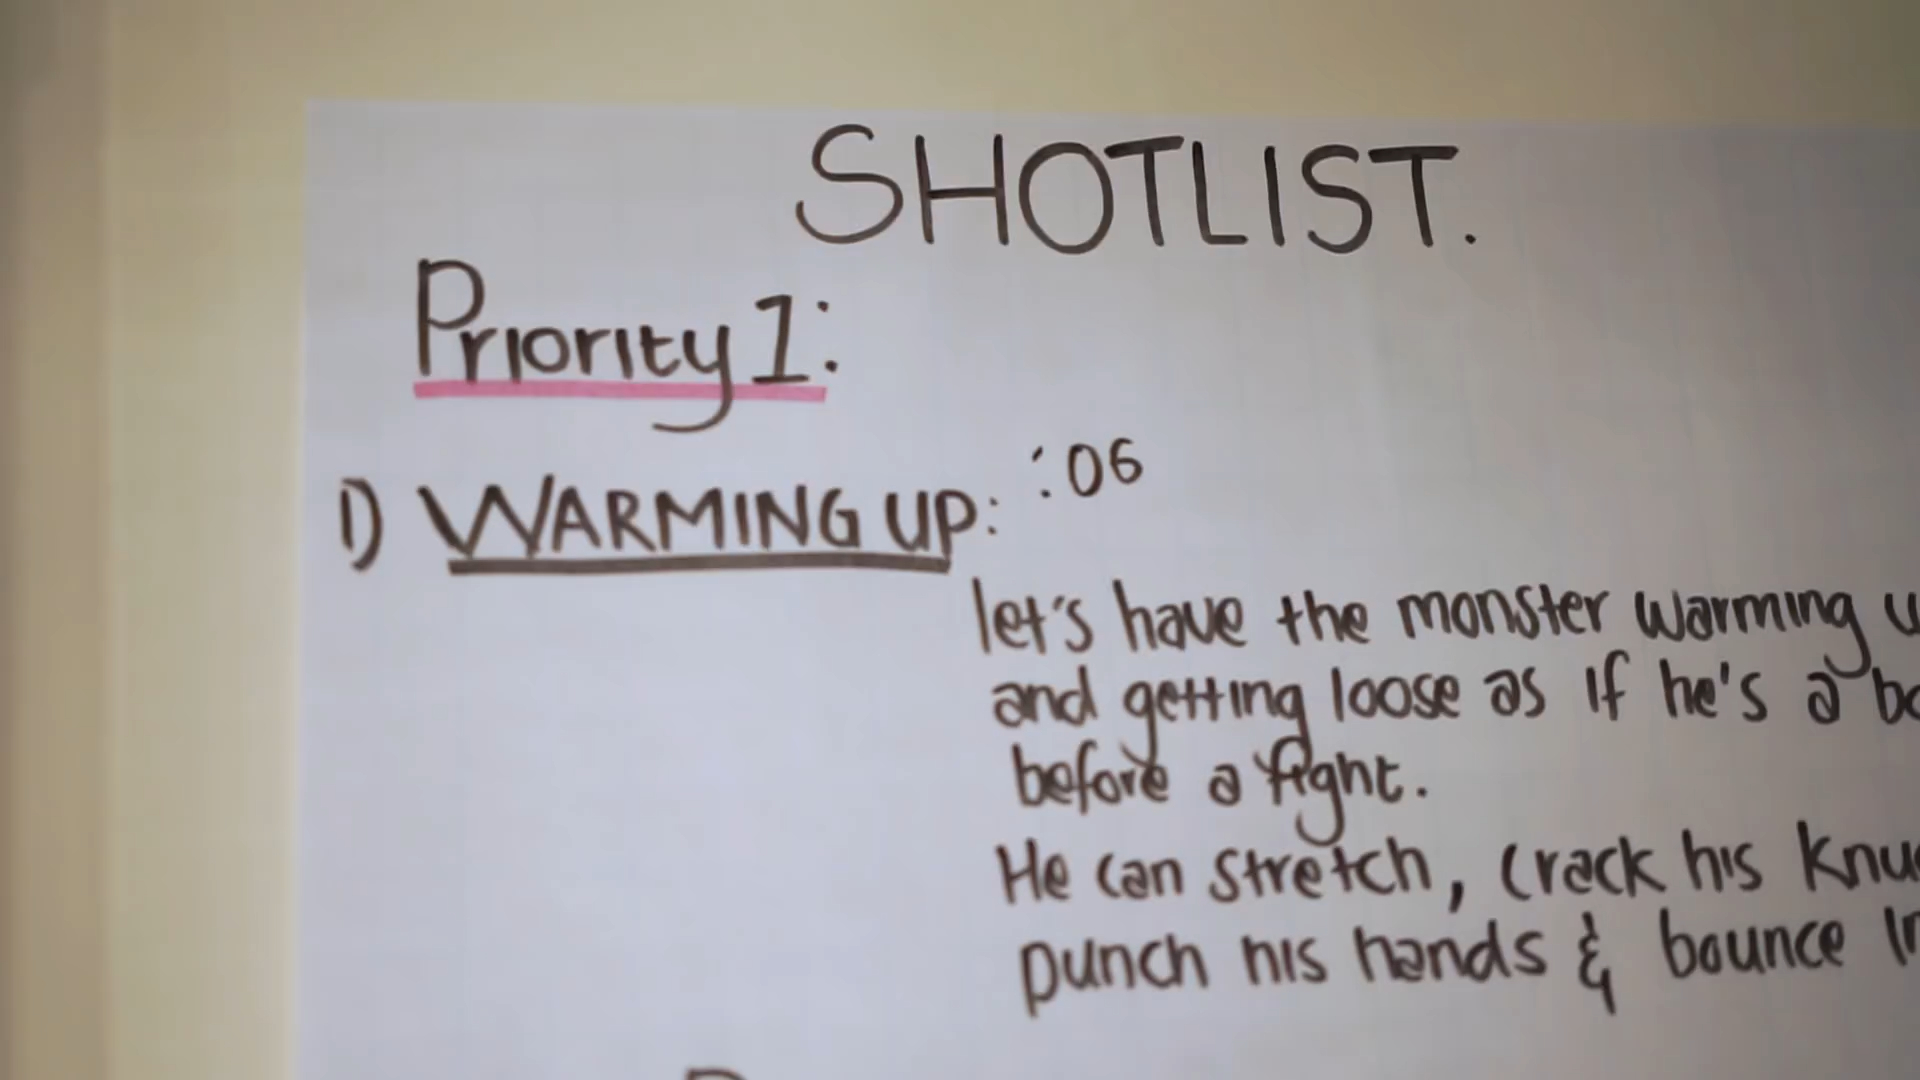 SHOTLIST.
Priority 1:
1) WARMING UP: :06
let's have the monster warming
and getting loose as if he's a
before a fight.
He can stretch, crack his
punch his hands & bounce